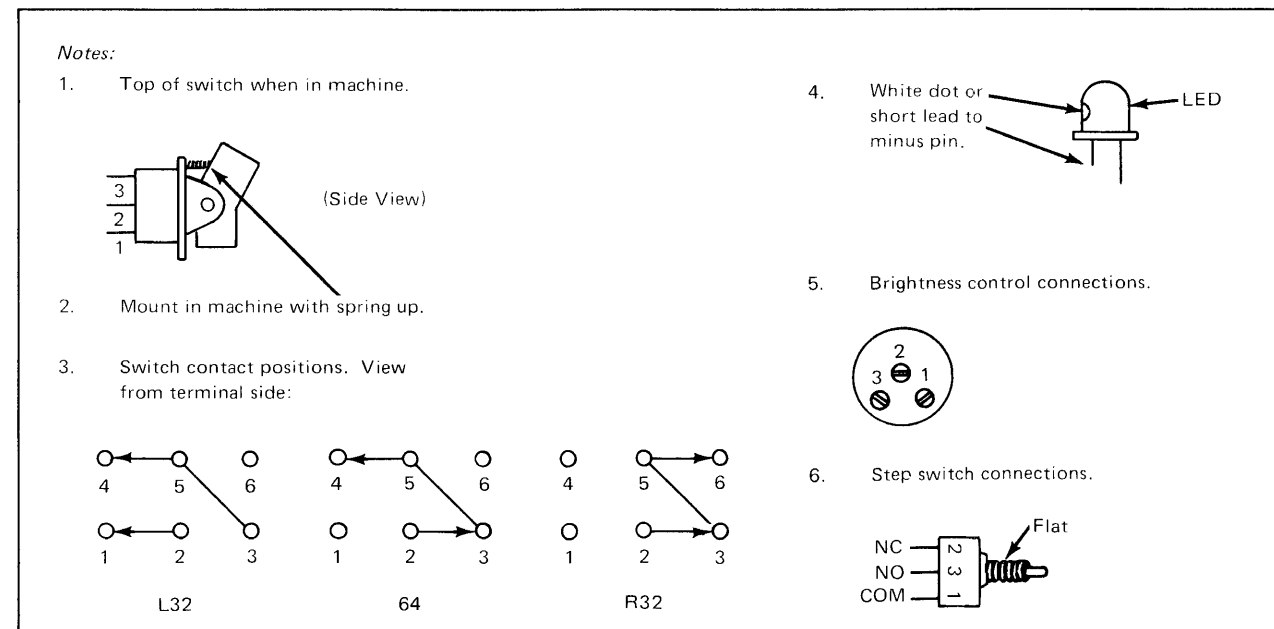 Notes:
1. Top of switch when in machine.
3
2
1
(Side View)
2. Mount in machine with spring up.
3. Switch contact positions. View
from terminal side:
4 5 6
1 2 3
L32
4 5 6
1 2 3
64
4 5 6
1 2 3
R32
4. White dot or
short lead to
minus pin.
LED
5. Brightness control connections.
2
3 1
6. Step switch connections.
Flat
NC 2
NO 3
COM 1